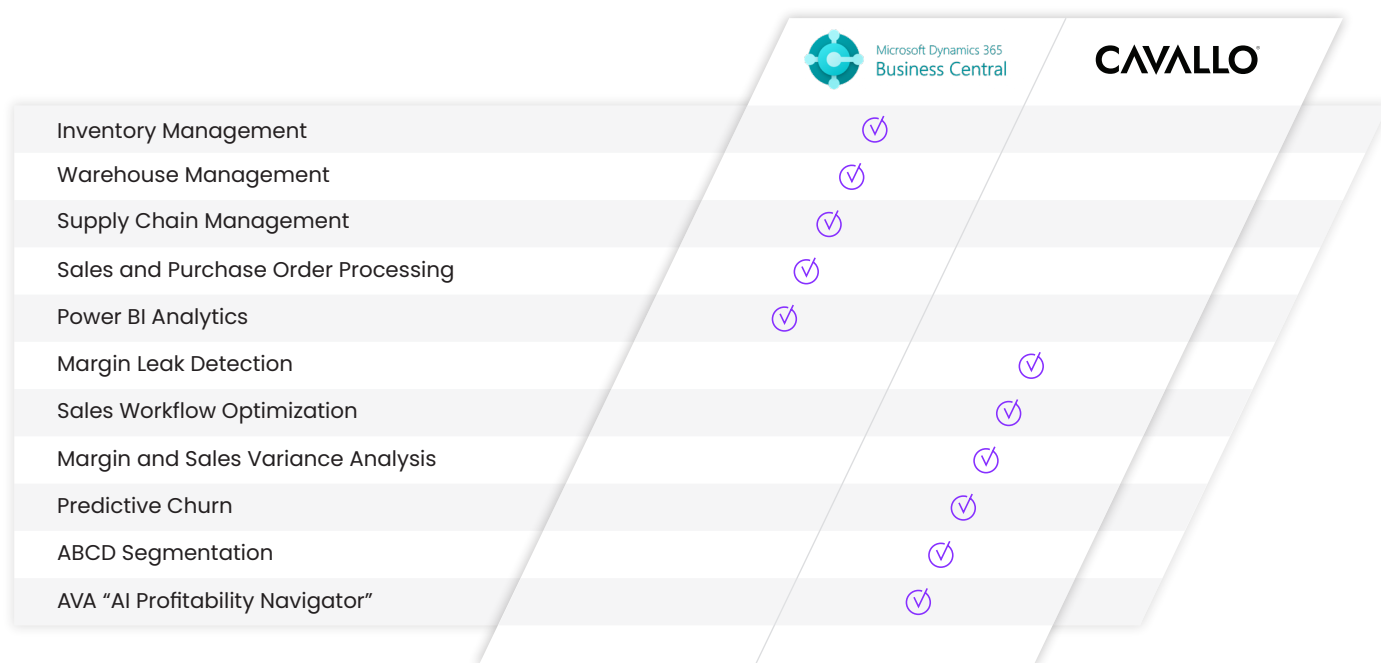 Microsoft Dynamics 365
Business Central
CAVALLO
Inventory Management
Warehouse Management
Supply Chain Management
Sales and Purchase Order Processing
Power BI Analytics
Margin Leak Detection
Sales Workflow Optimization
Margin and Sales Variance Analysis
Predictive Churn
ABCD Segmentation
AVA “AI Profitability Navigator”